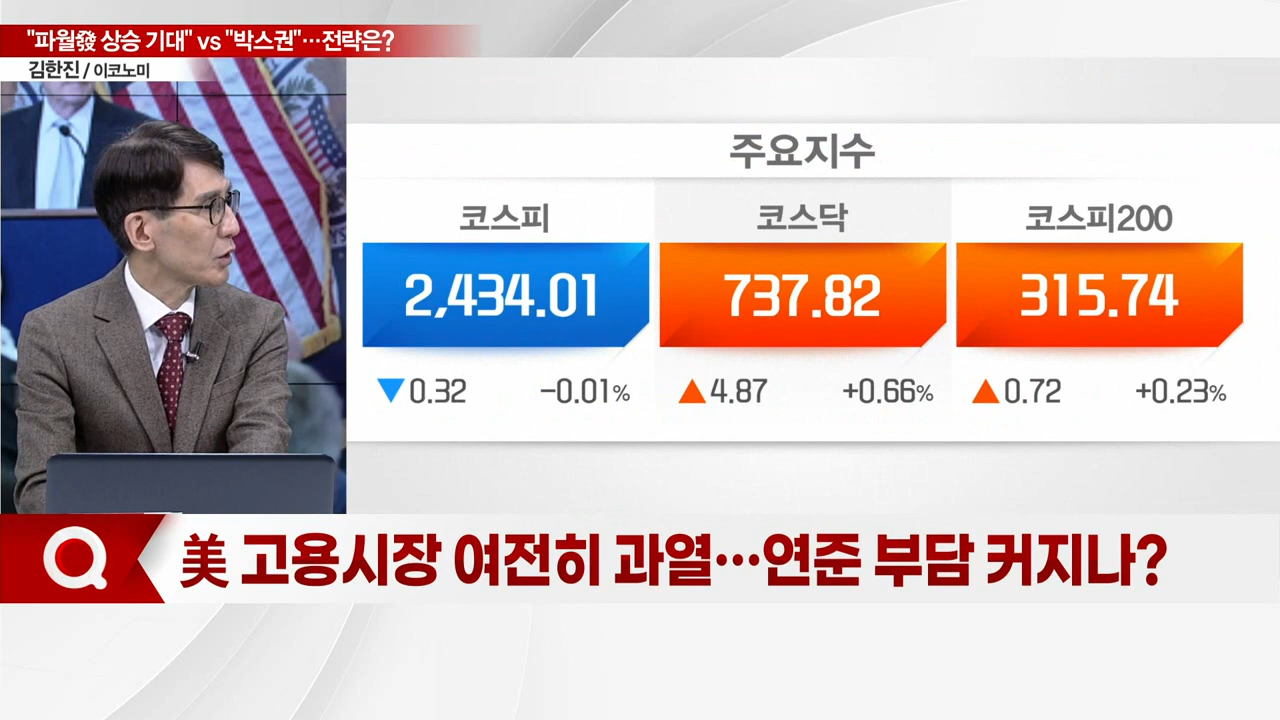 "파월發 상승 기대" vs "박스권"…전략은?
김한진 / 이코노미
주요지수
코스피
2,434.01
▼0.32 -0.01%
코스닥
737.82
▲4.87 +0.66%
코스피200
315.74
▲0.72 +0.23%
Q 美 고용시장 여전히 과열…연준 부담 커지나?